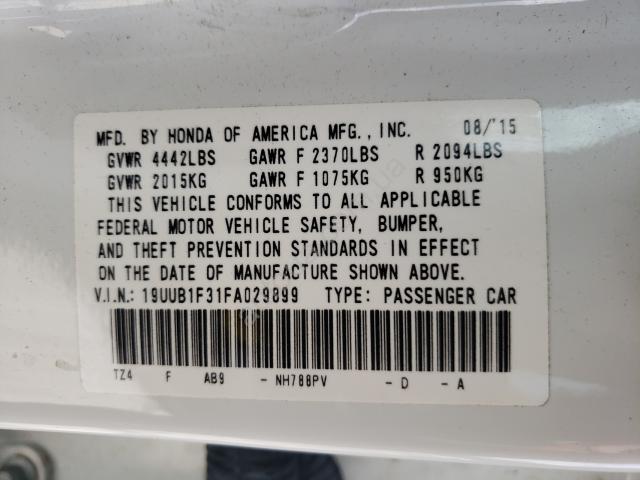 MFD. BY HONDA OF AMERICA MFG., INC. 08/'15
GVWR 4442LBS GAWR F 2370LBS R 2094LBS
GVWR 2015KG GAWR F 1075KG R 950KG
THIS VEHICLE CONFORMS TO ALL APPLICABLE
FEDERAL MOTOR VEHICLE SAFETY, BUMPER,
AND THEFT PREVENTION STANDARDS IN EFFECT
ON THE DATE OF MANUFACTURE SHOWN ABOVE.
V.I.N.: 19UUB1F31FA029899 TYPE: PASSENGER CAR
TZ4 F AB9 - NH788PV - D - A